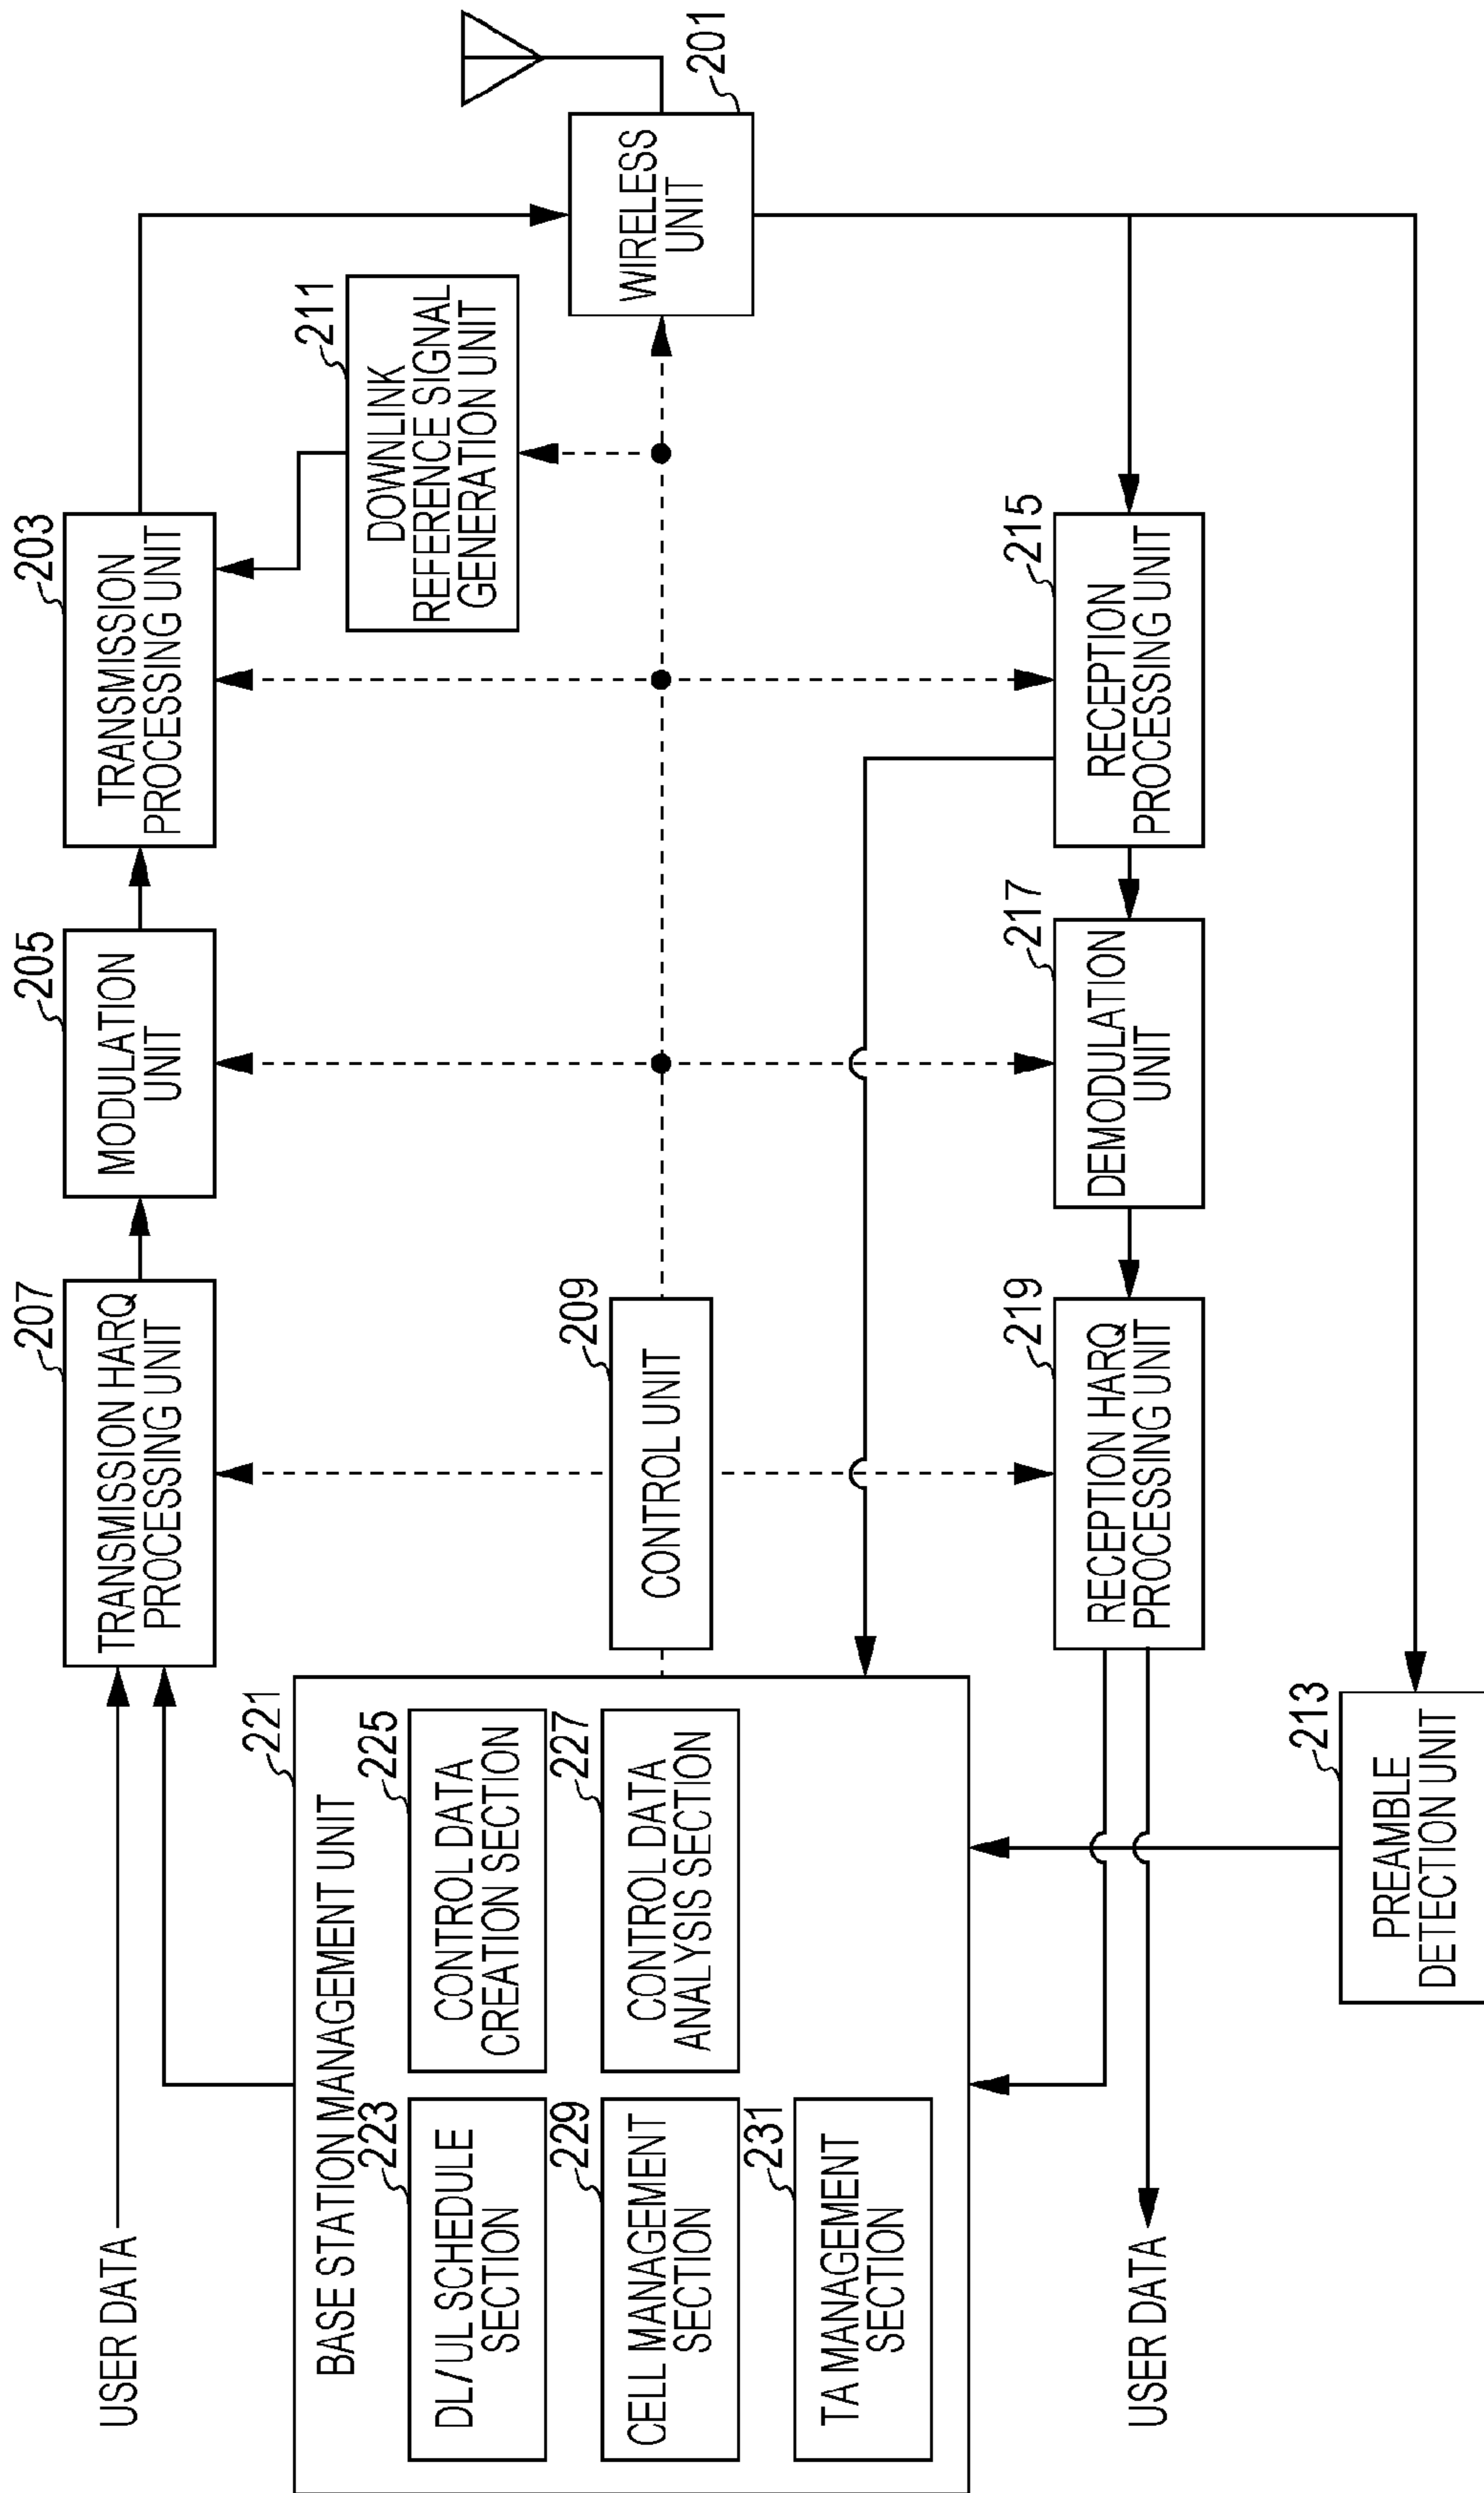 USER DATA
207
TRANSMISSION HARQ
PROCESSING UNIT
205
MODULATION
UNIT
203
TRANSMISSION
PROCESSING UNIT
211
DOWNLINK
REFERENCE SIGNAL
GENERATION UNIT
201
WIRELESS
UNIT
221
BASE STATION MANAGEMENT UNIT
223
DL/UL SCHEDULE
SECTION
225
CONTROL DATA
CREATION SECTION
229
CELL MANAGEMENT
SECTION
227
CONTROL DATA
ANALYSIS SECTION
231
TA MANAGEMENT
SECTION
209
CONTROL UNIT
USER DATA
219
RECEPTION HARQ
PROCESSING UNIT
217
DEMODULATION
UNIT
215
RECEPTION
PROCESSING UNIT
213
PREAMBLE
DETECTION UNIT